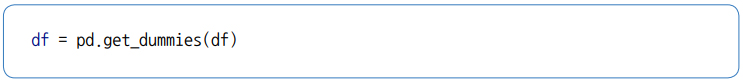 df = pd.get_dummies(df)